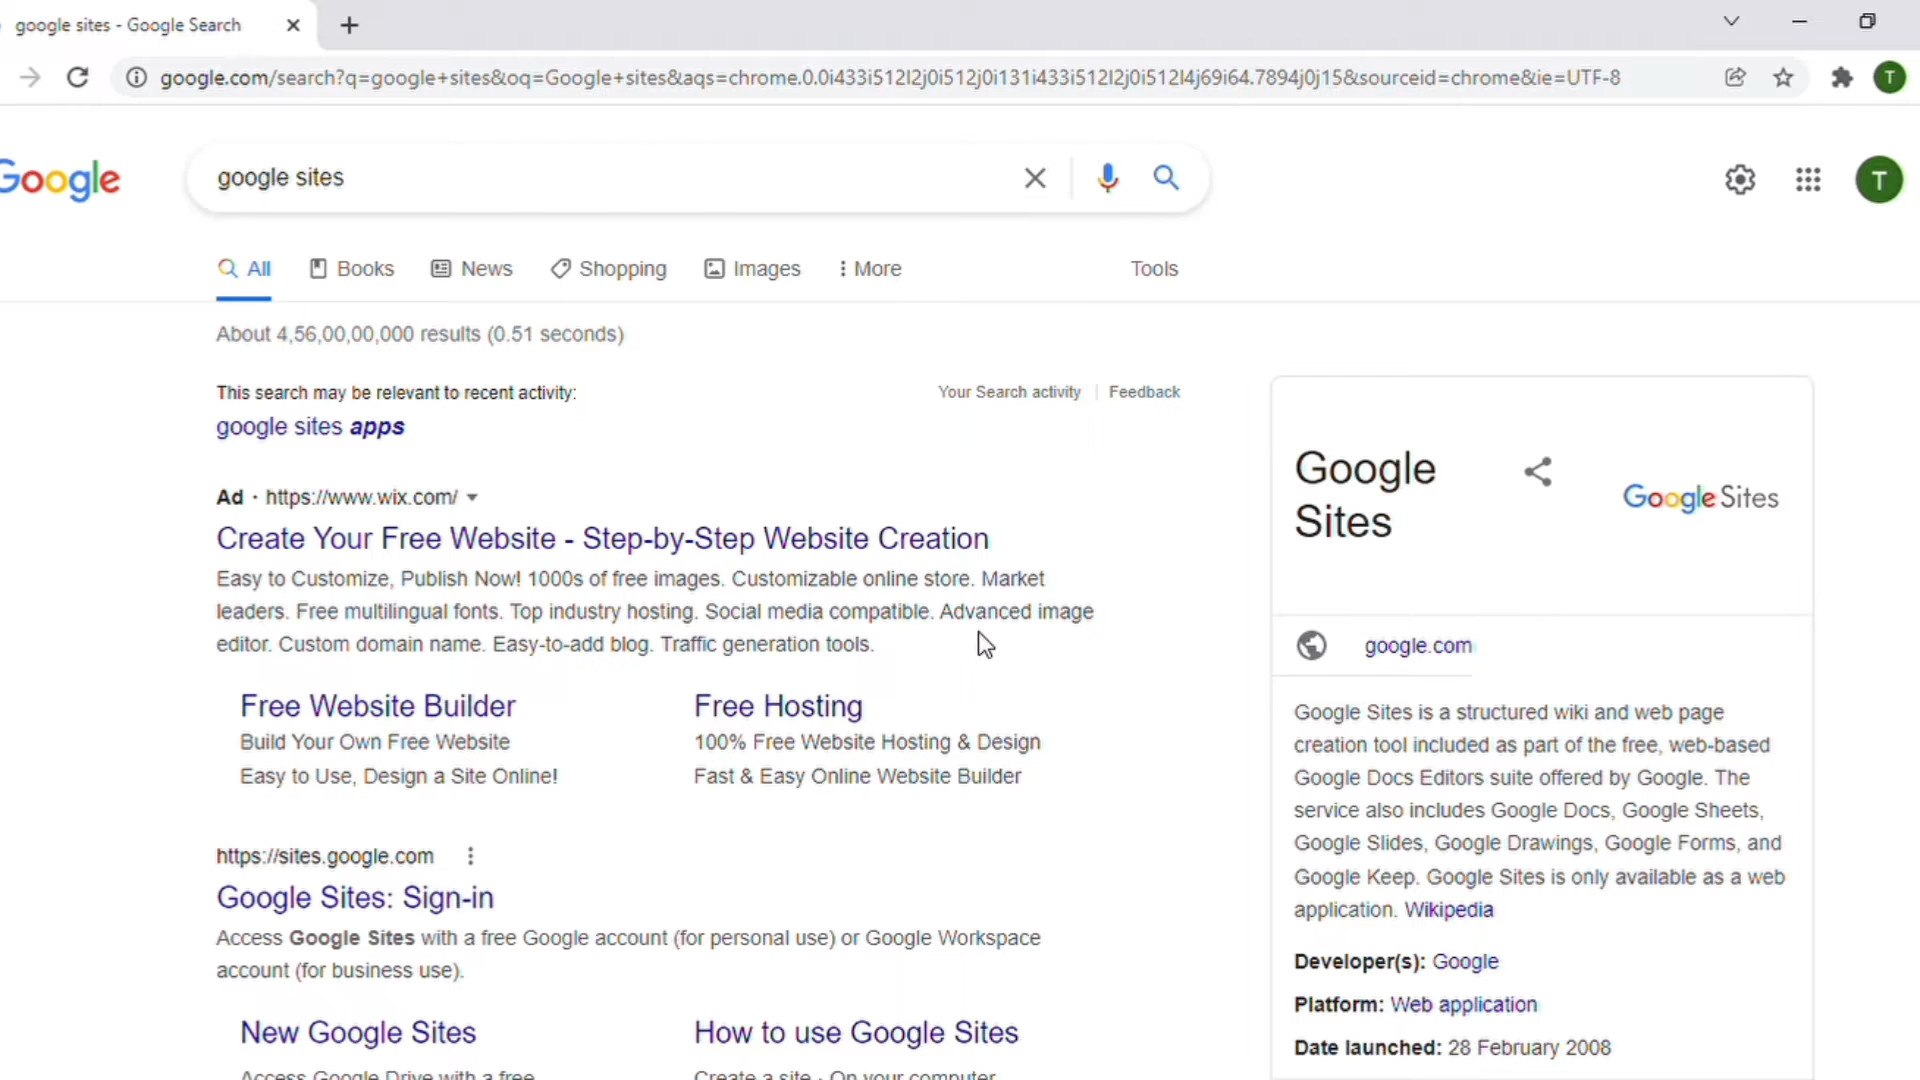 google sites - Google Search
google.com/search?q=google+sites&oq=Google+sites&aqs=chrome.0.0i433i512l2j0i512j0i131i433i512l2j0i512l4j69i64.7894j0j15&sourceid=chrome&ie=UTF-8
T
Google
google sites
T
All
Books
News
Shopping
Images
More
Tools
About 4,56,00,00,000 results (0.51 seconds)
This search may be relevant to recent activity:
Your Search activity
Feedback
google sites apps
Ad · https://www.wix.com/
Create Your Free Website - Step-by-Step Website Creation
Easy to Customize, Publish Now! 1000s of free images. Customizable online store. Market
leaders. Free multilingual fonts. Top industry hosting. Social media compatible. Advanced image
editor. Custom domain name. Easy-to-add blog. Traffic generation tools.
Free Website Builder
Build Your Own Free Website
Easy to Use, Design a Site Online!
Free Hosting
100% Free Website Hosting & Design
Fast & Easy Online Website Builder
https://sites.google.com
Google Sites: Sign-in
Access Google Sites with a free Google account (for personal use) or Google Workspace
account (for business use).
New Google Sites
Access Google Drive with a free
How to use Google Sites
Create a site · On your computer
Google
Sites
Google Sites
google.com
Google Sites is a structured wiki and web page
creation tool included as part of the free, web-based
Google Docs Editors suite offered by Google. The
service also includes Google Docs, Google Sheets,
Google Slides, Google Drawings, Google Forms, and
Google Keep. Google Sites is only available as a web
application. Wikipedia
Developer(s): Google
Platform: Web application
Date launched: 28 February 2008